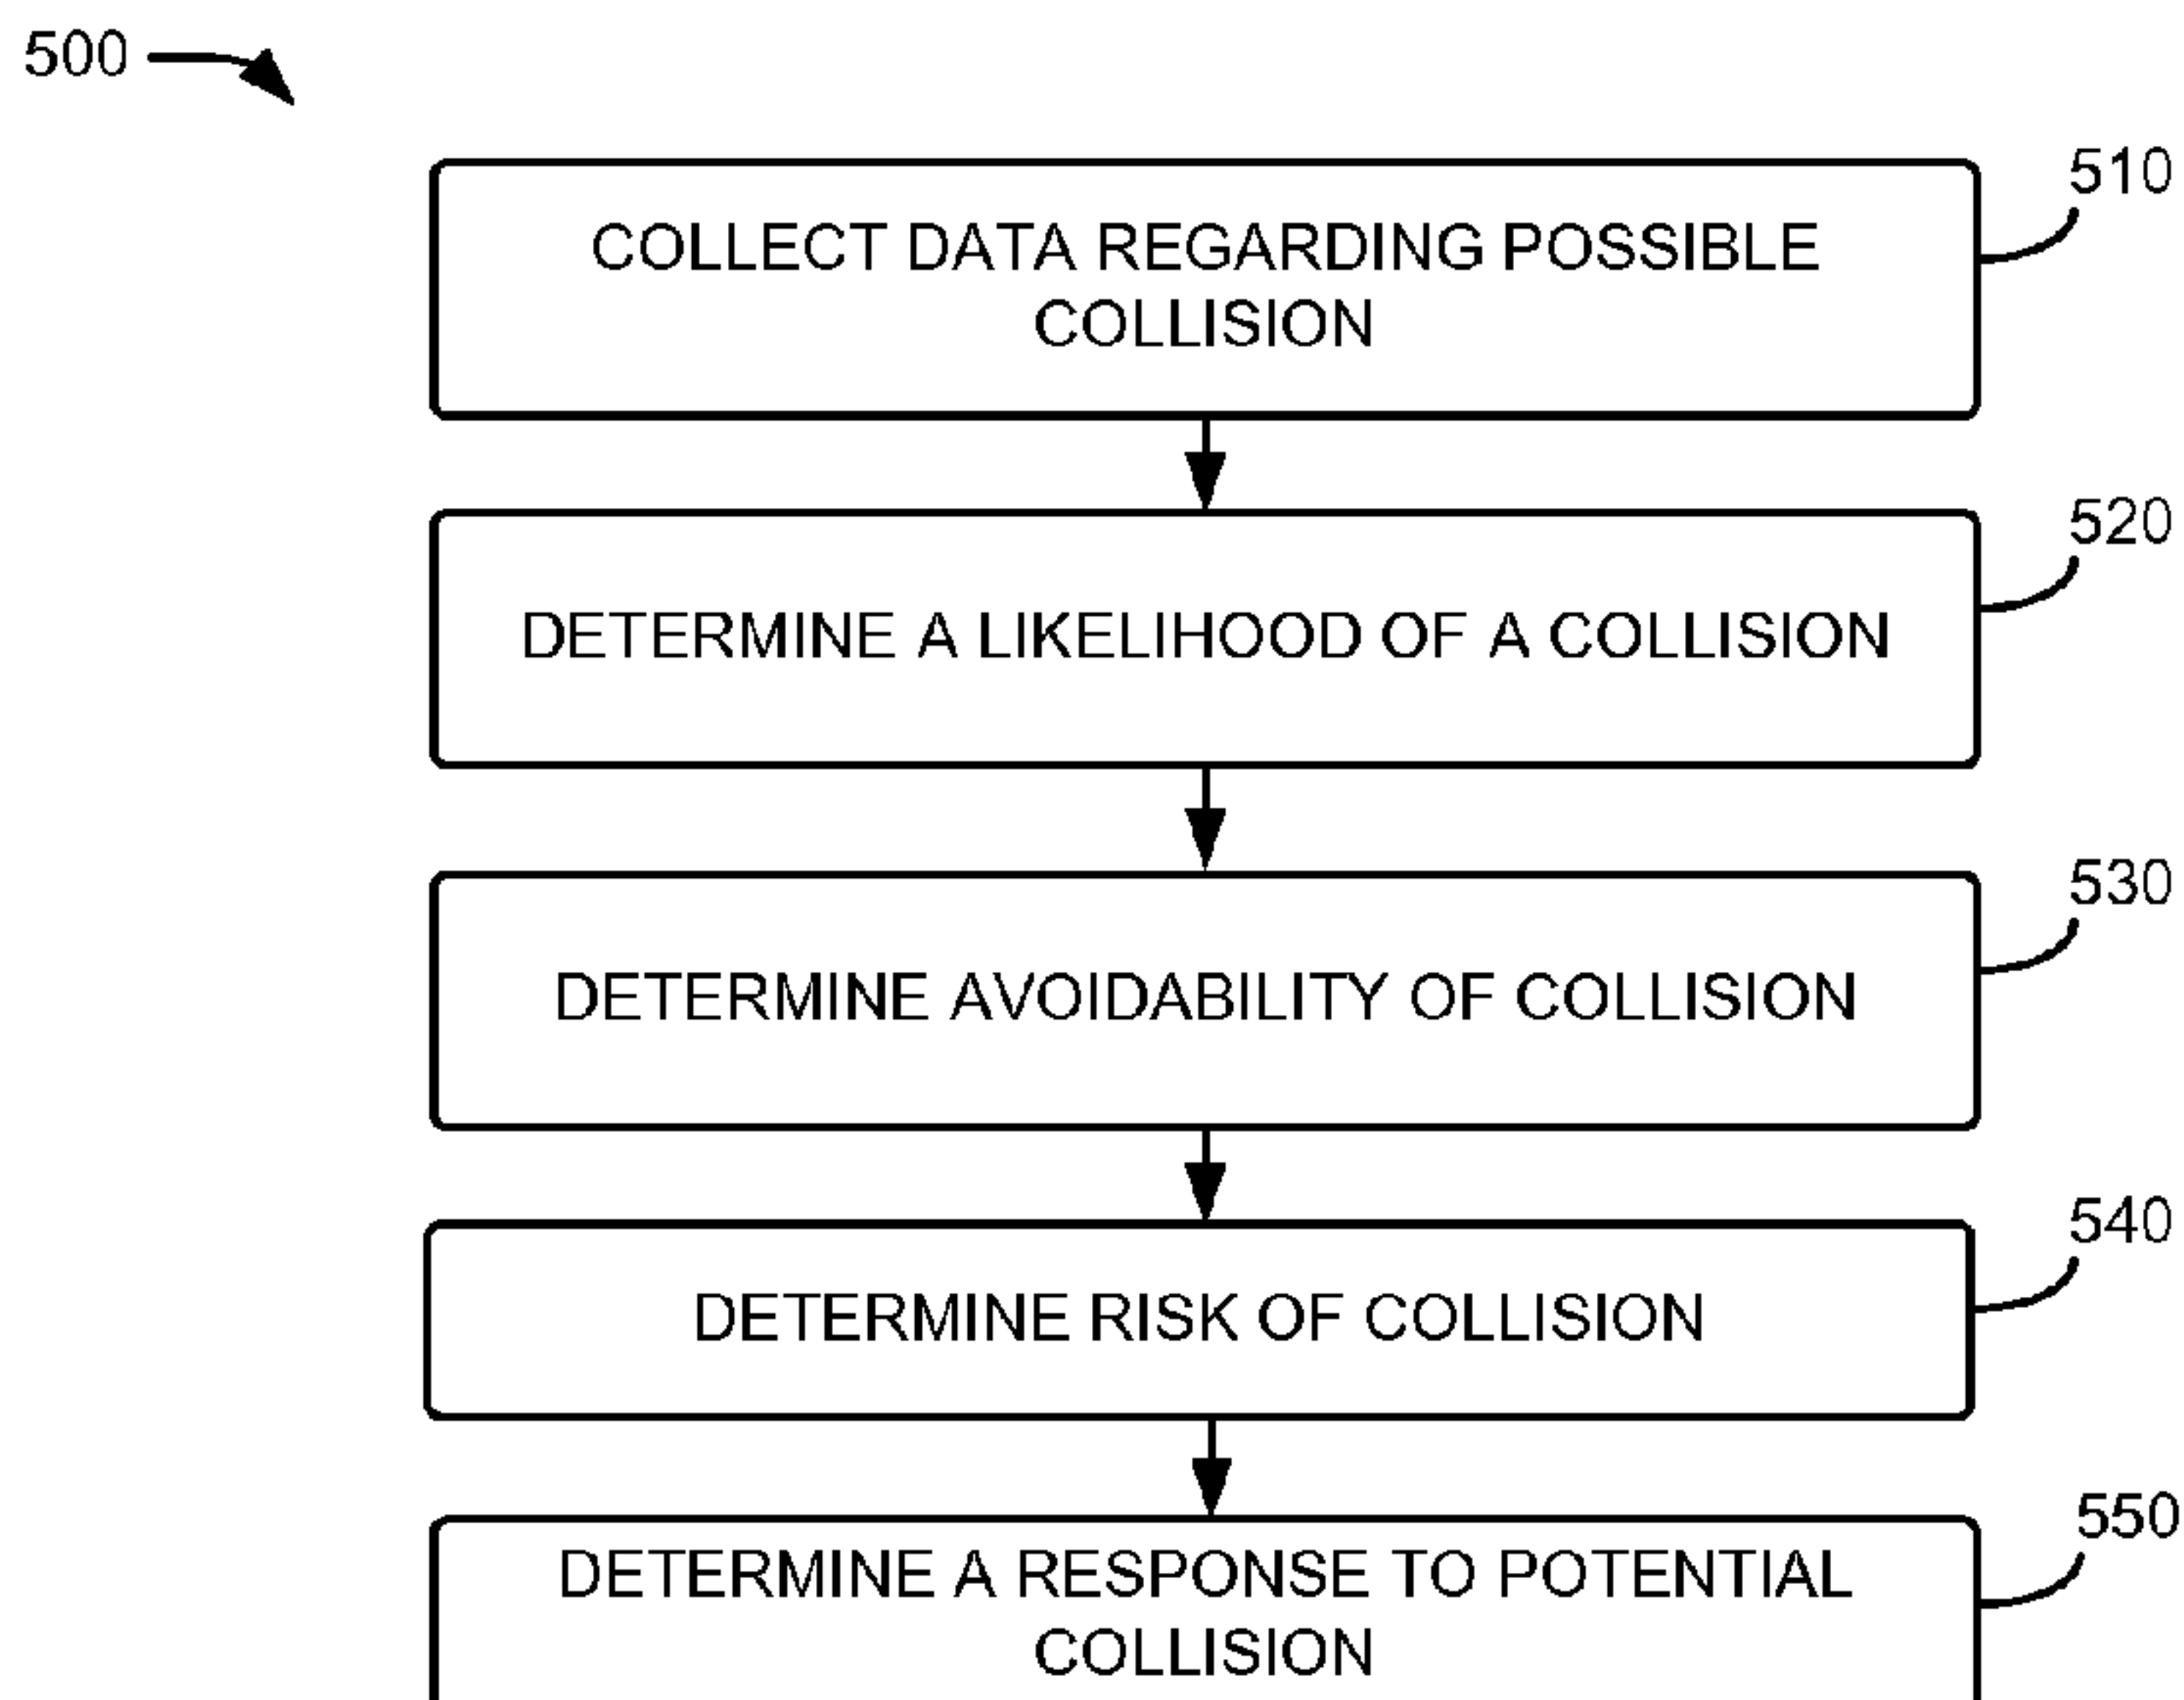 500
510
COLLECT DATA REGARDING POSSIBLE
COLLISION
520
DETERMINE A LIKELIHOOD OF A COLLISION
530
DETERMINE AVOIDABILITY OF COLLISION
540
DETERMINE RISK OF COLLISION
550
DETERMINE A RESPONSE TO POTENTIAL
COLLISION